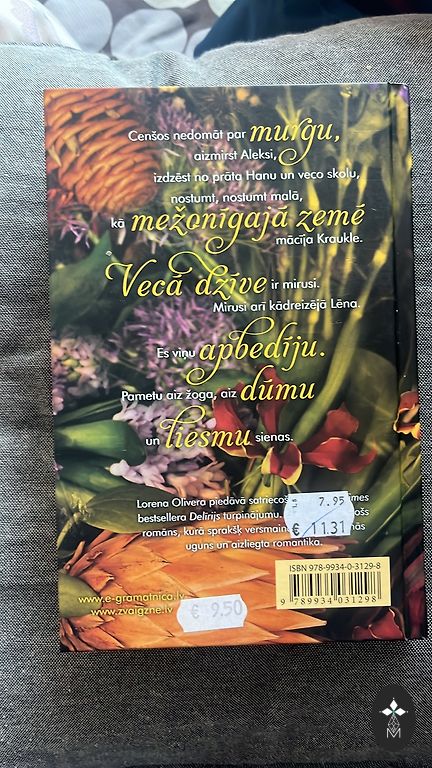 Cenšos nedomāt par murgu,
aizmirst Aleksi,
izdzēst no prāta Hanu un veco skolu,
nostumt, nostumt malā,
kā mežonīgajā zemē
mācīja Kraukle.
Vecā dzīve ir mirusi.
Mirusi arī kādreizējā Lēna.
Es viņu apbedīju.
Pametu aiz žoga, aiz dūmu
un liesmu sienas.
Lorena Olivera piedāvā
bestsellera Delīrijs turpinājumu.
romāns, kurā sprakšķ
uguns un aizliegta romantika.
7.95
€ 11.31
ISBN 978-9934-0-3129-8
9 789934 031298
www.e-gramatnica.lv
www.zvaigzne.lv
€ 9.50
M